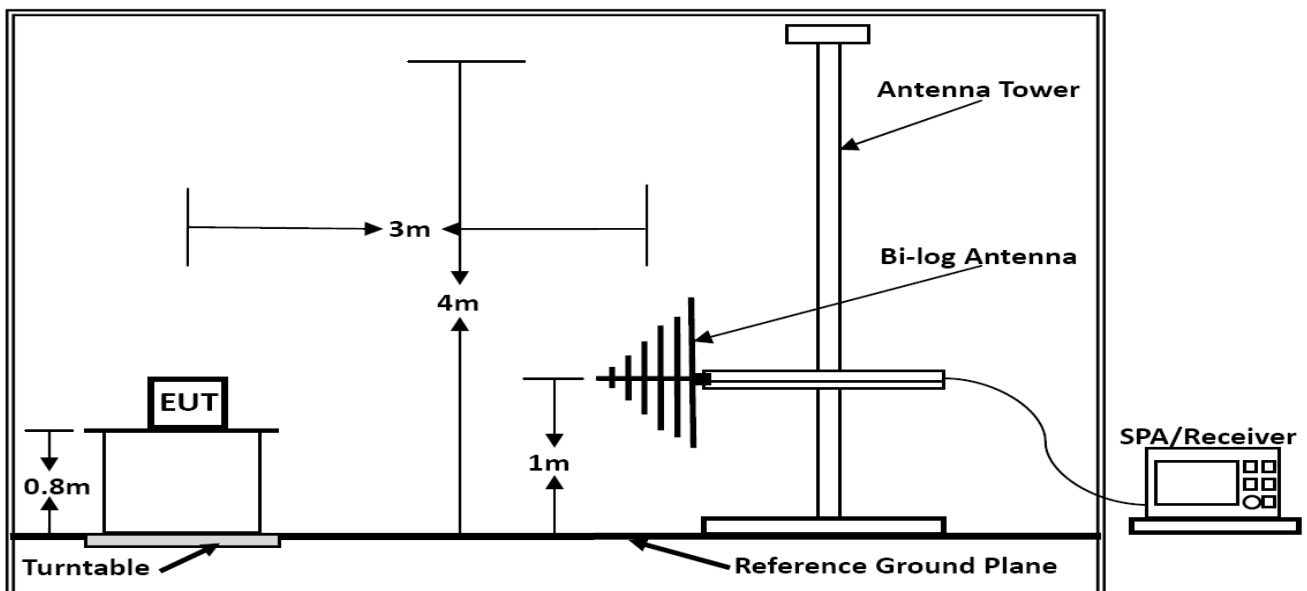 Antenna Tower
3m
Bi-log Antenna
4m
EUT
1m
SPA/Receiver
0.8m
Turntable
Reference Ground Plane